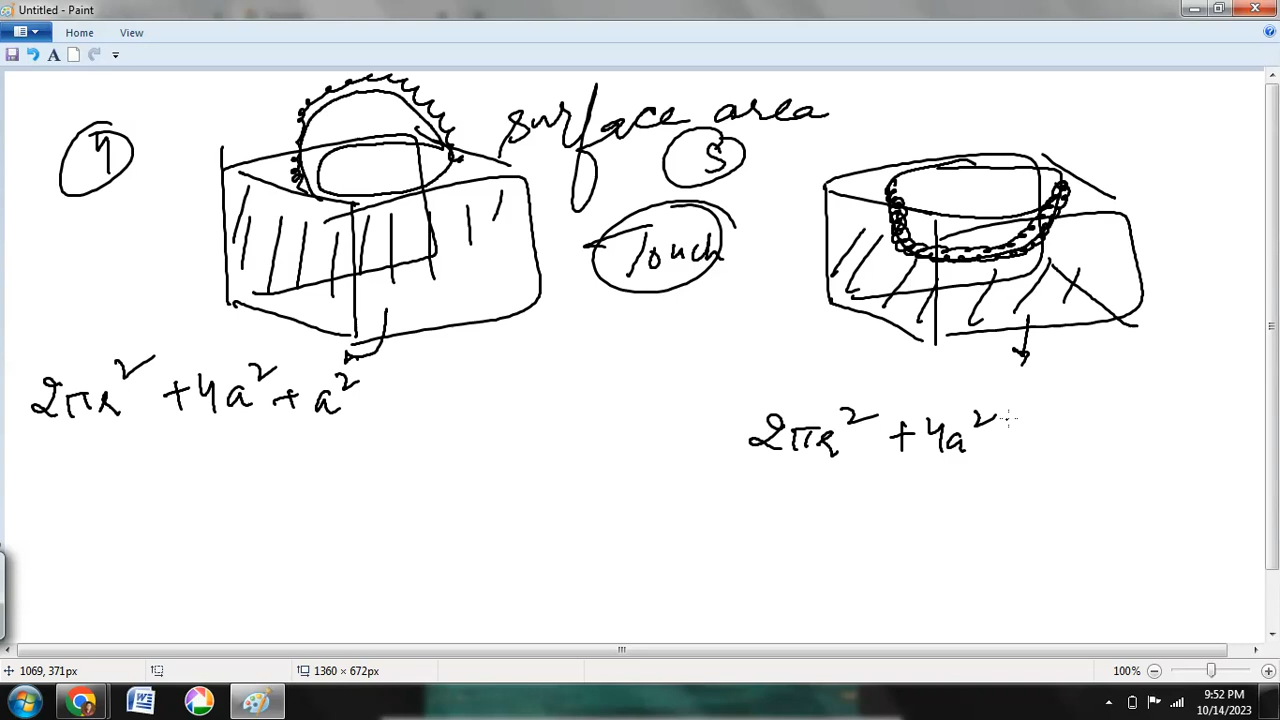 Untitled - Paint
Home View
A
surface area
4
S
Touch
2πr² + 4a² + a²
2πr² + 4a²
1069, 371px
1360 × 672px
100%
9:52 PM
10/14/2023